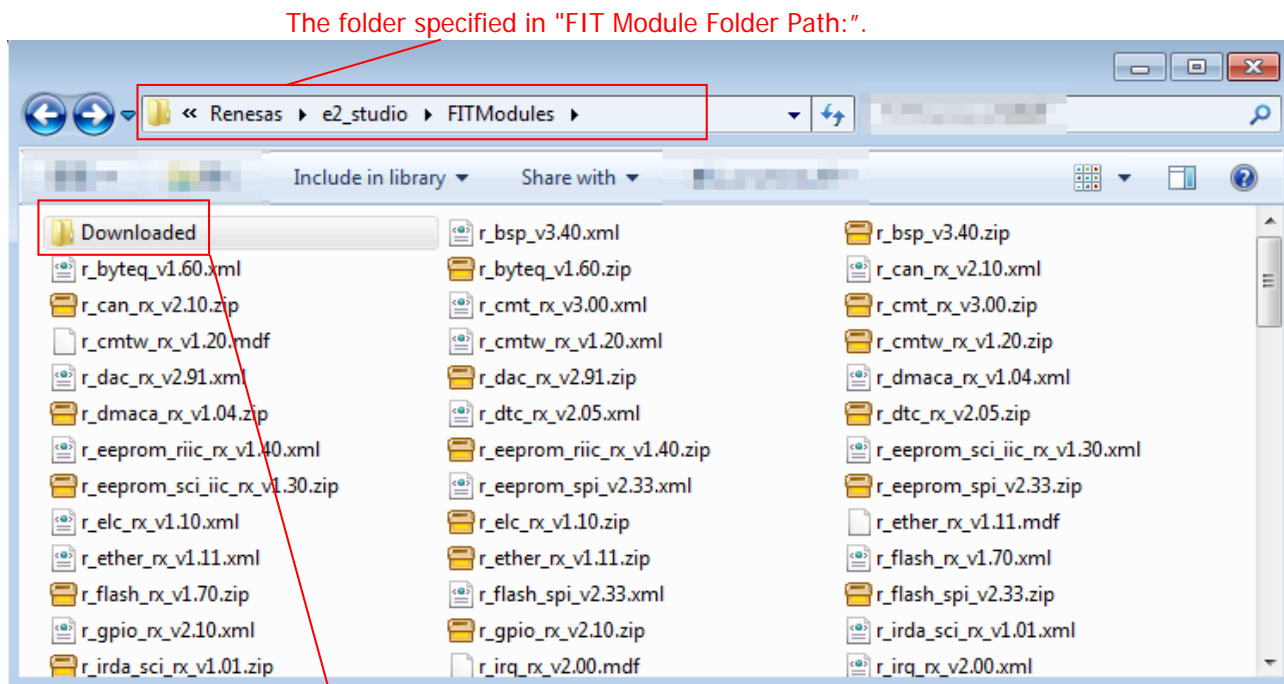 The folder specified in "FIT Module Folder Path:".
« Renesas ▸ e2_studio ▸ FITModules ▸
Include in library ▾ Share with ▾
Downloaded r_bsp_v3.40.xml r_bsp_v3.40.zip
r_byteq_v1.60.xml r_byteq_v1.60.zip r_can_rx_v2.10.xml
r_can_rx_v2.10.zip r_cmt_rx_v3.00.xml r_cmt_rx_v3.00.zip
r_cmtw_rx_v1.20.mdf r_cmtw_rx_v1.20.xml r_cmtw_rx_v1.20.zip
r_dac_rx_v2.91.xml r_dac_rx_v2.91.zip r_dmaca_rx_v1.04.xml
r_dmaca_rx_v1.04.zip r_dtc_rx_v2.05.xml r_dtc_rx_v2.05.zip
r_eeprom_riic_rx_v1.40.xml r_eeprom_riic_rx_v1.40.zip r_eeprom_sci_iic_rx_v1.30.xml
r_eeprom_sci_iic_rx_v1.30.zip r_eeprom_spi_v2.33.xml r_eeprom_spi_v2.33.zip
r_elc_rx_v1.10.xml r_elc_rx_v1.10.zip r_ether_rx_v1.11.mdf
r_ether_rx_v1.11.xml r_ether_rx_v1.11.zip r_flash_rx_v1.70.xml
r_flash_rx_v1.70.zip r_flash_spi_v2.33.xml r_flash_spi_v2.33.zip
r_gpio_rx_v2.10.xml r_gpio_rx_v2.10.zip r_irda_sci_rx_v1.01.xml
r_irda_sci_rx_v1.01.zip r_irq_rx_v2.00.mdf r_irq_rx_v2.00.xml